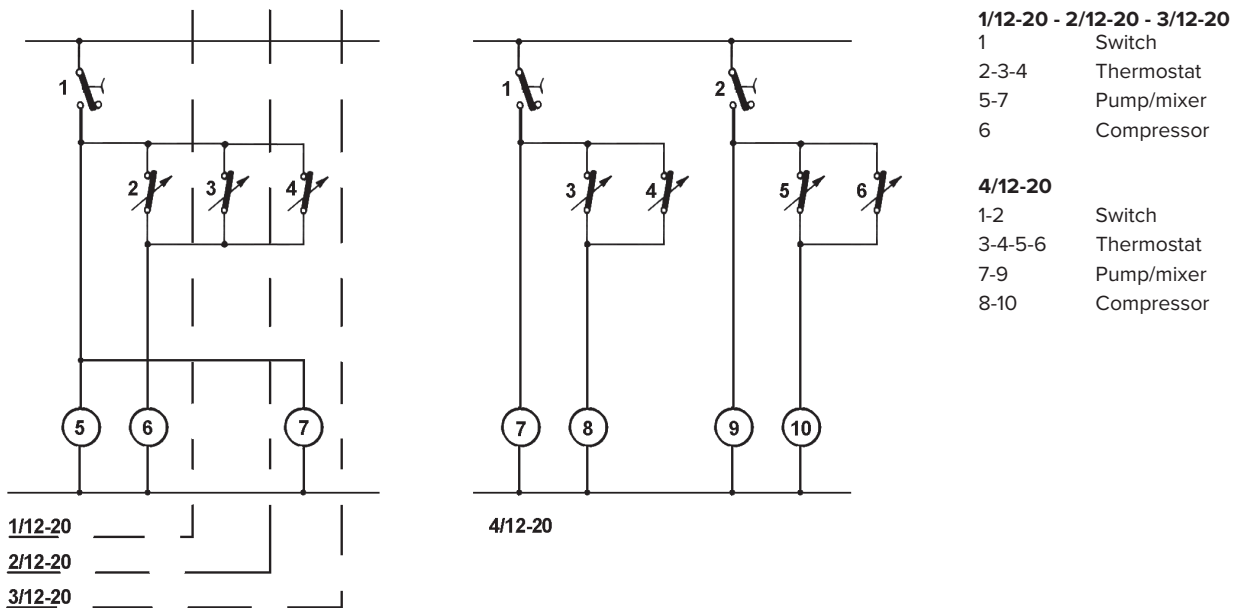 1
2
3
4
5
6
7
1/12-20
2/12-20
3/12-20
1
2
3
4
5
6
7
8
9
10
4/12-20
1/12-20 - 2/12-20 - 3/12-20
1 Switch
2-3-4 Thermostat
5-7 Pump/mixer
6 Compressor
4/12-20
1-2 Switch
3-4-5-6 Thermostat
7-9 Pump/mixer
8-10 Compressor